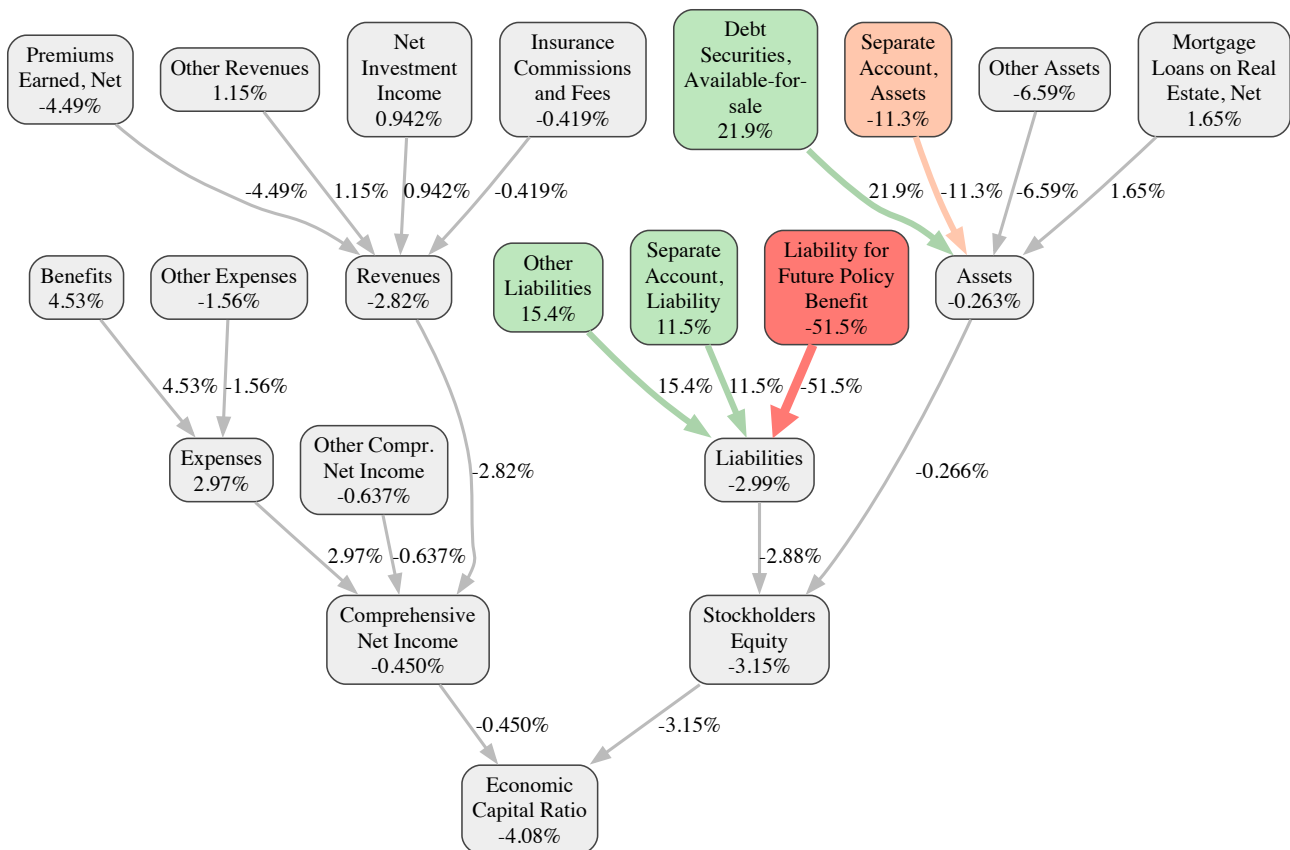 Premiums
Earned, Net
-4.49%
Other Revenues
1.15%
Net
Investment
Income
0.942%
Insurance
Commissions
and Fees
-0.419%
Debt
Securities,
Available-for-
sale
21.9%
Separate
Account,
Assets
-11.3%
Other Assets
-6.59%
Mortgage
Loans on Real
Estate, Net
1.65%
-4.49%
1.15%
0.942%
-0.419%
21.9%
-11.3%
-6.59%
1.65%
Benefits
4.53%
Other Expenses
-1.56%
Revenues
-2.82%
Other
Liabilities
15.4%
Separate
Account,
Liability
11.5%
Liability for
Future Policy
Benefit
-51.5%
Assets
-0.263%
4.53%
-1.56%
15.4%
11.5%
-51.5%
Expenses
2.97%
Other Compr.
Net Income
-0.637%
-2.82%
Liabilities
-2.99%
-0.266%
2.97%
-0.637%
-2.88%
Comprehensive
Net Income
-0.450%
Stockholders
Equity
-3.15%
-0.450%
-3.15%
Economic
Capital Ratio
-4.08%